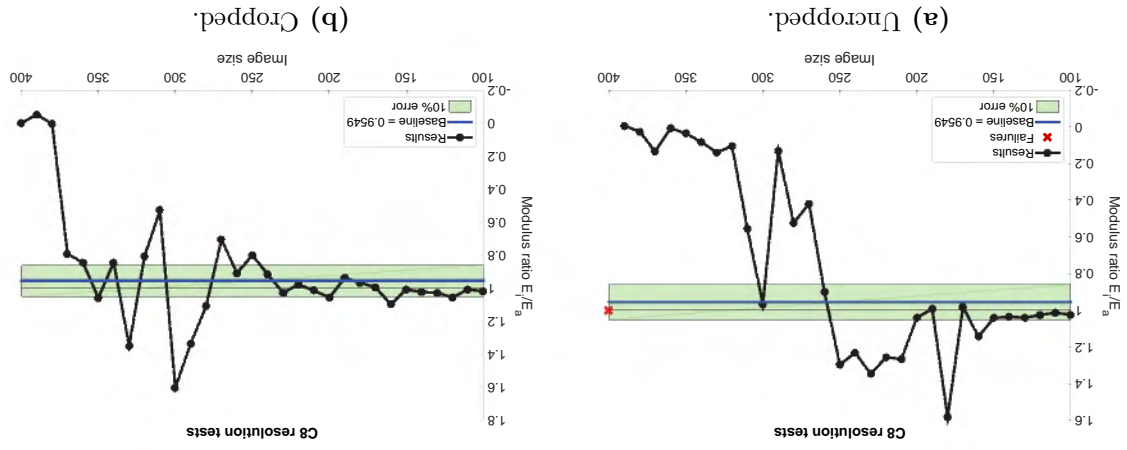 C8 resolution tests
Modulus ratio E_i/E_a
1.6
1.4
1.2
1
0.8
0.6
0.4
0.2
0
-0.2
Results
Failures
Baseline = 0.9549
10% error
100 150 200 250 300 350 400
Image size
(a) Uncropped.
C8 resolution tests
Modulus ratio E_i/E_a
1.8
1.6
1.4
1.2
1
0.8
0.6
0.4
0.2
0
-0.2
Results
Baseline = 0.9549
10% error
100 150 200 250 300 350 400
Image size
(b) Cropped.